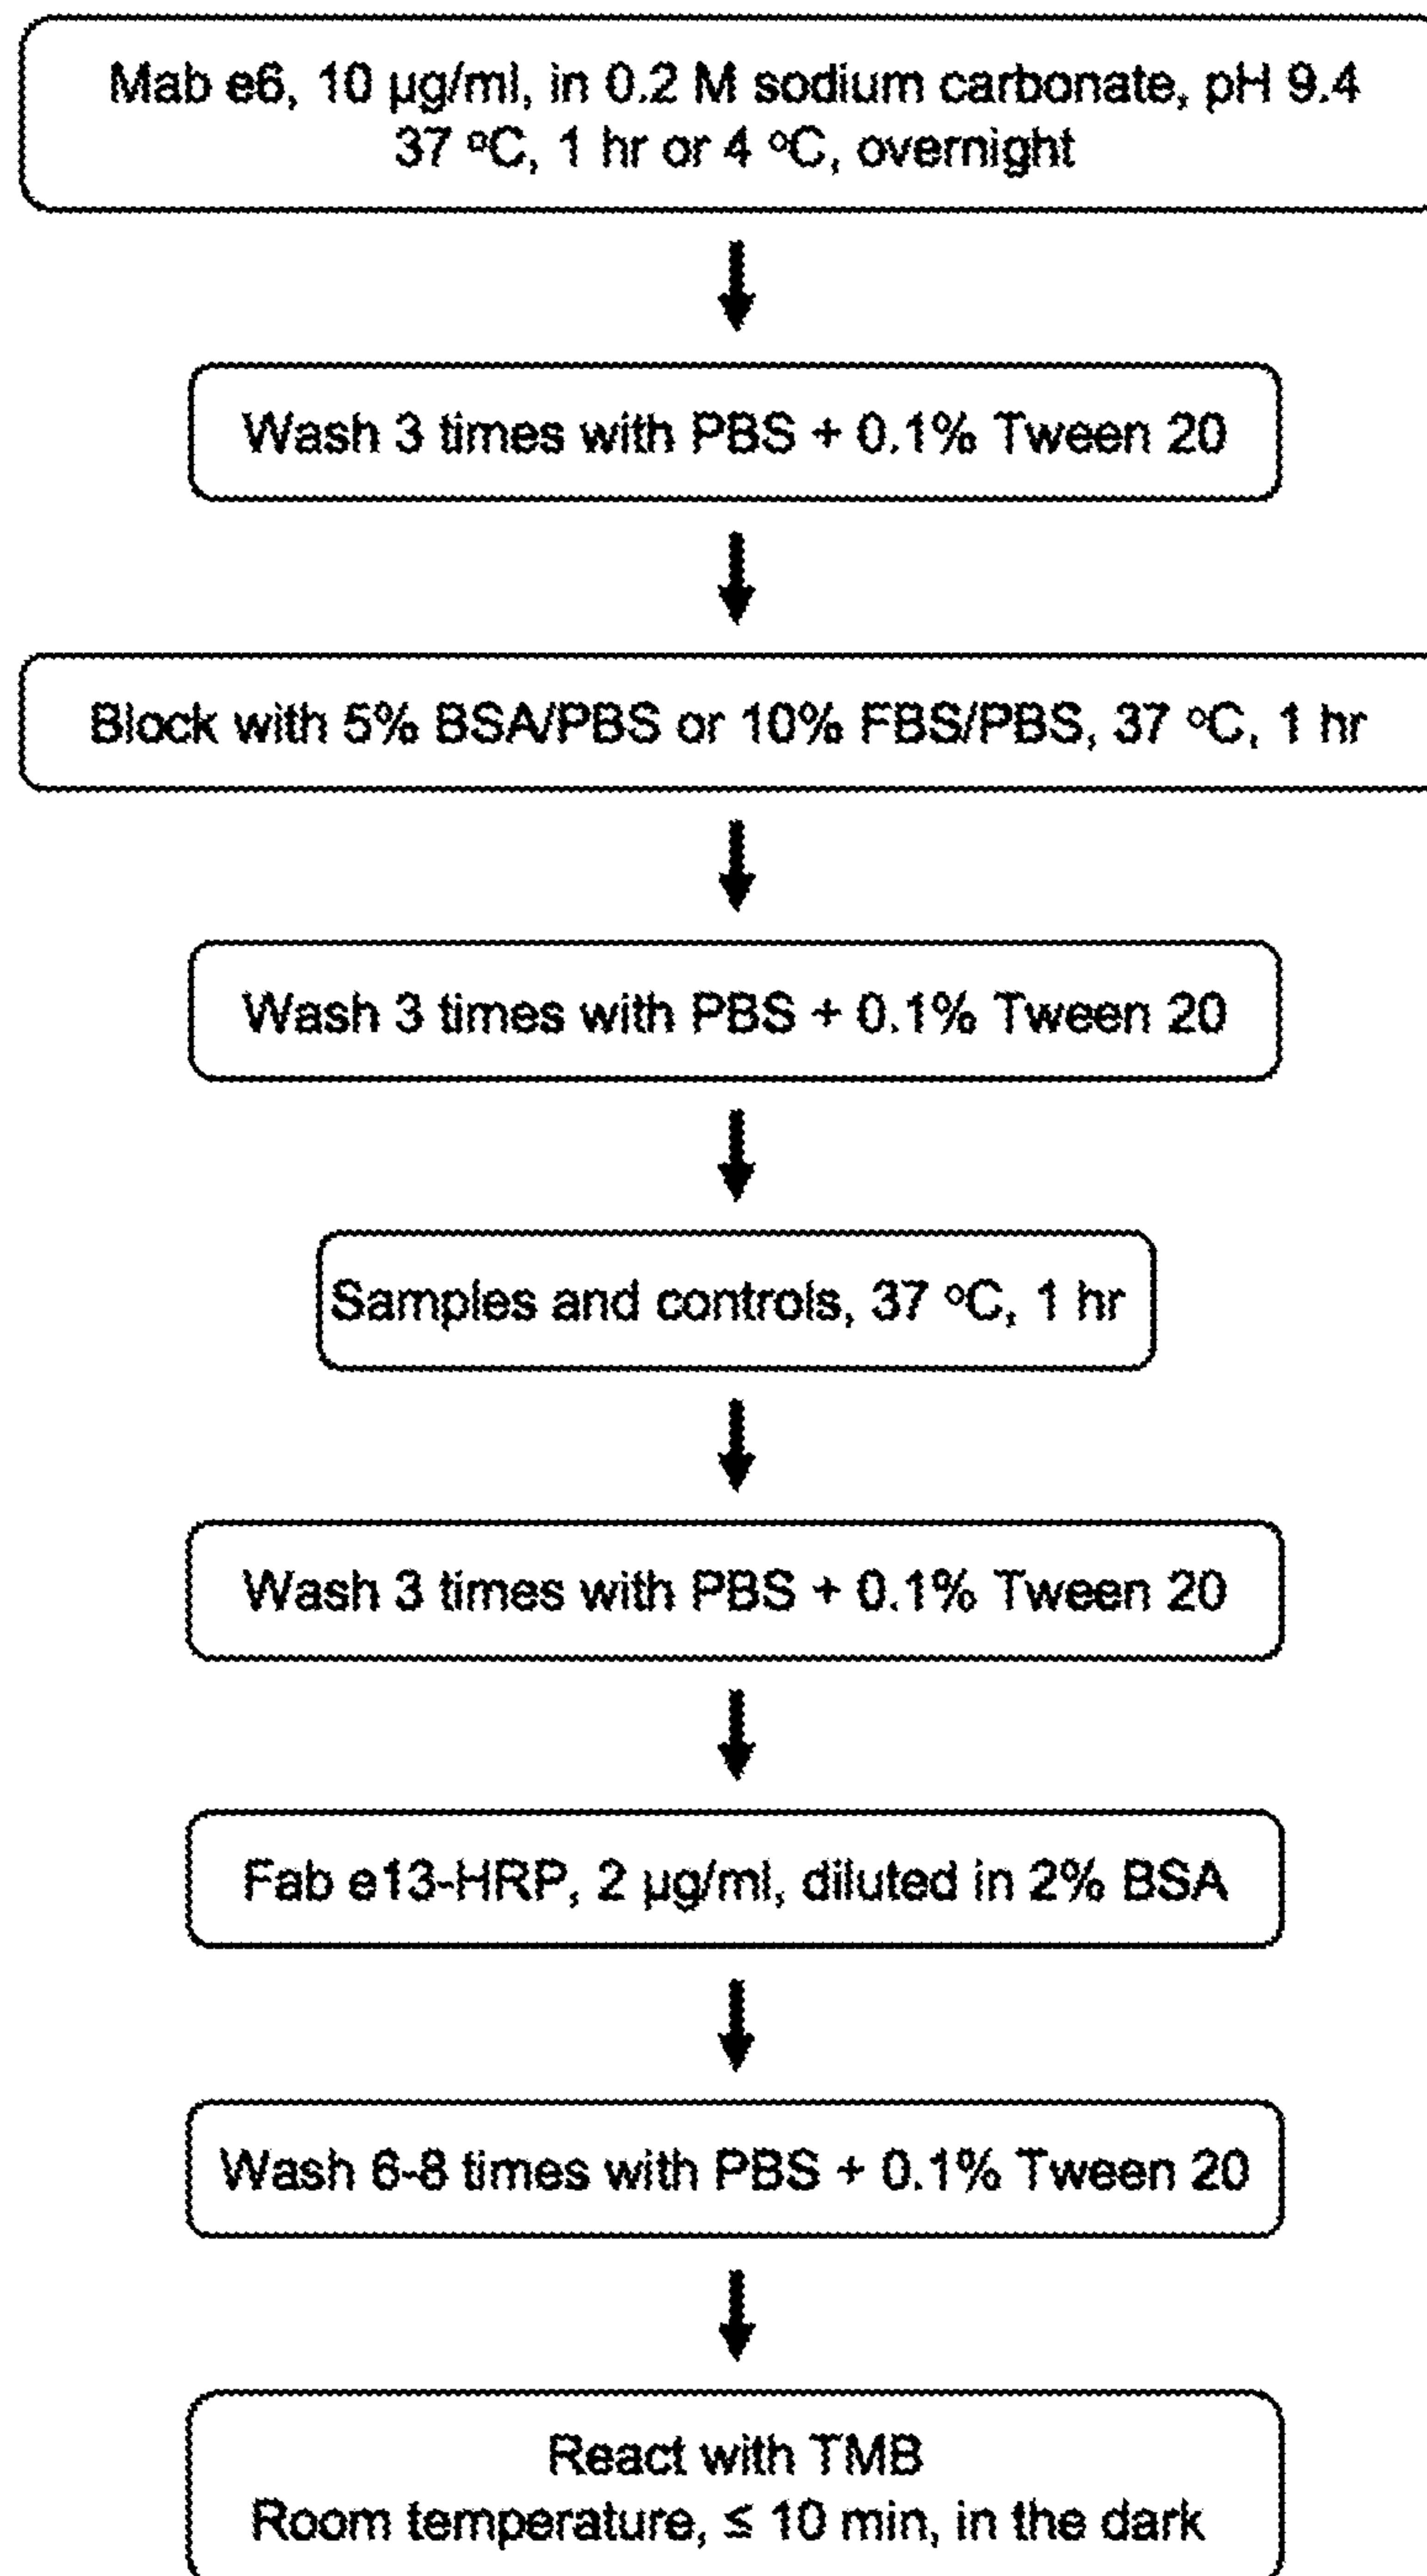 Mab e6, 10 µg/ml, in 0.2 M sodium carbonate, pH 9.4
37 ºC, 1 hr or 4 ºC, overnight
Wash 3 times with PBS + 0.1% Tween 20
Block with 5% BSA/PBS or 10% FBS/PBS, 37 ºC, 1 hr
Wash 3 times with PBS + 0.1% Tween 20
Samples and controls, 37 ºC, 1 hr
Wash 3 times with PBS + 0.1% Tween 20
Fab e13-HRP, 2 µg/ml, diluted in 2% BSA
Wash 6-8 times with PBS + 0.1% Tween 20
React with TMB
Room temperature, ≤ 10 min, in the dark